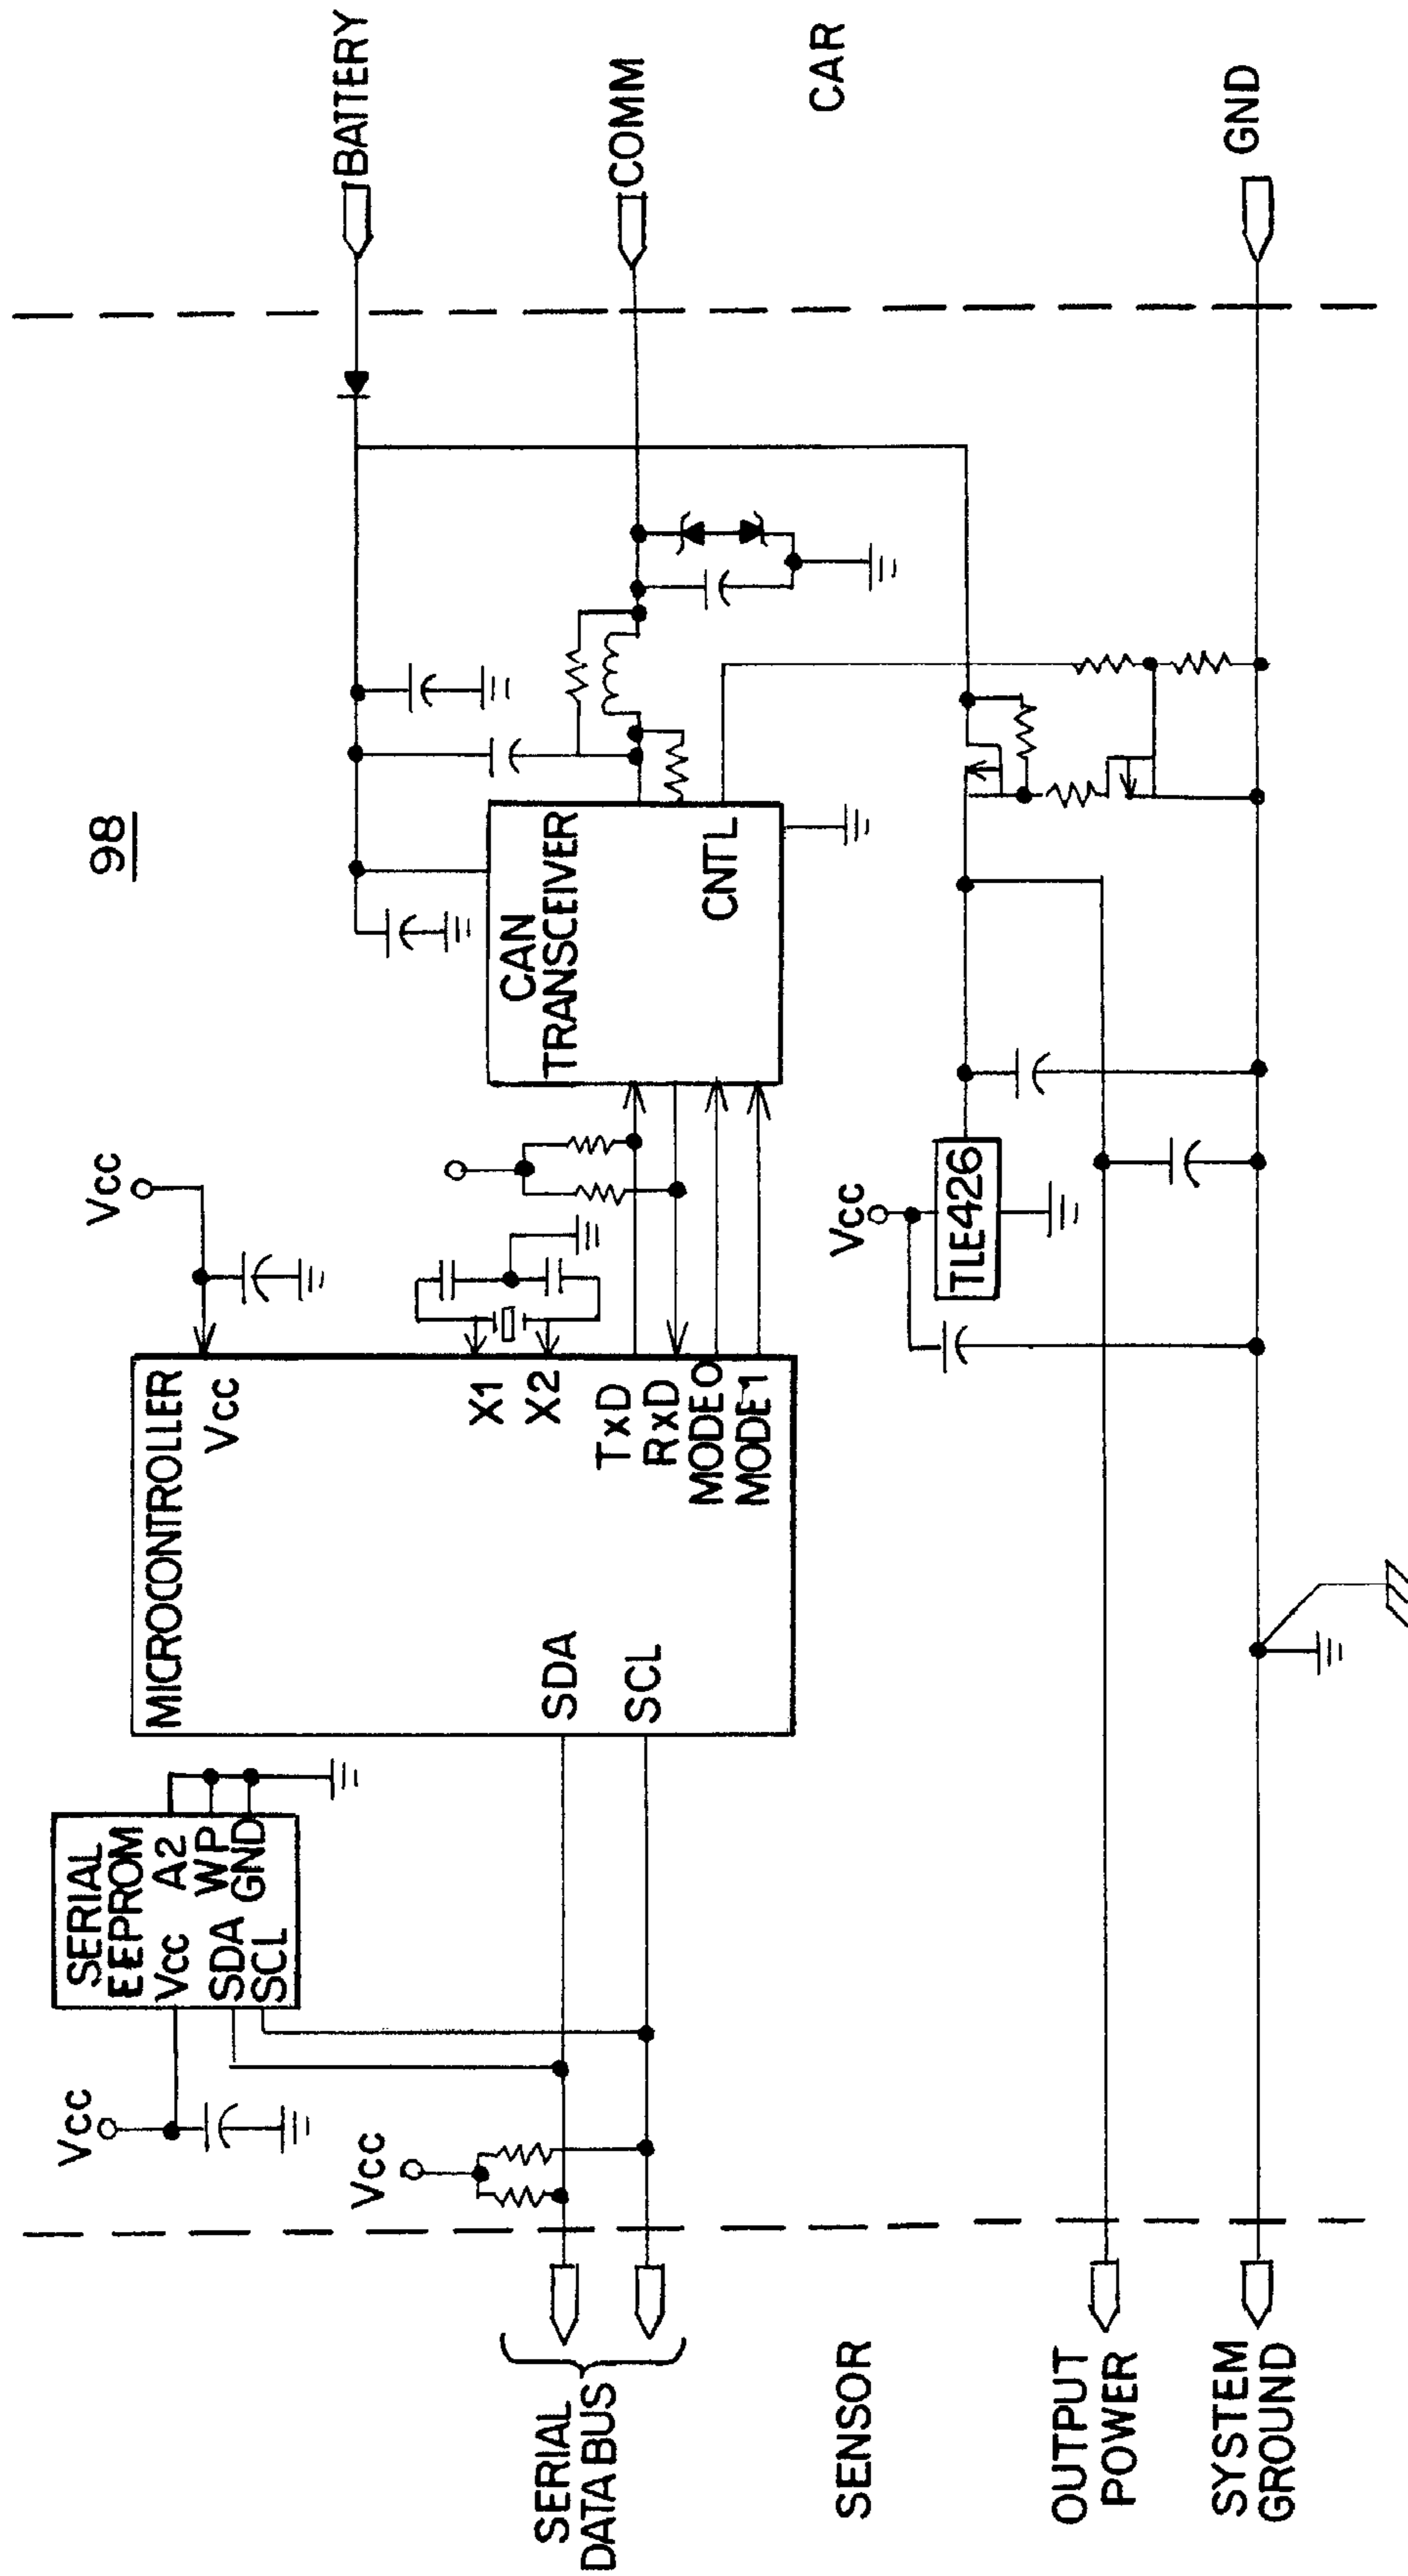 98
SERIAL
EEPROM
Vcc A2
WP
SDA
GND
SCL
Vcc
Vcc
MICROCONTROLLER
Vcc
X1
X2
TxD
RxD
MODE0
MODE1
SDA
SCL
Vcc
CAN
TRANSCEIVER
CNTL
Vcc
TLE426
BATTERY
COMM
CAR
GND
SERIAL
DATA BUS
SENSOR
OUTPUT
POWER
SYSTEM
GROUND